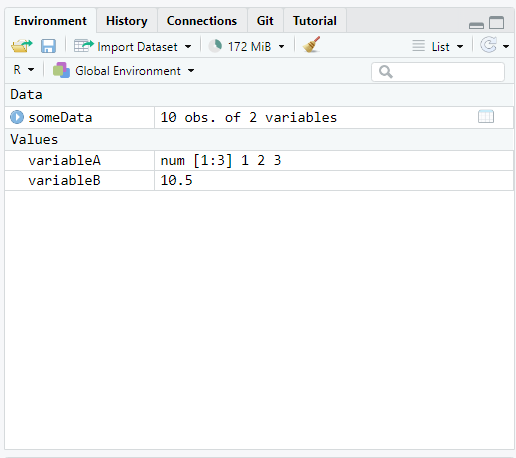 Environment History Connections Git Tutorial
Import Dataset 172 MiB List
R Global Environment
Data
someData 10 obs. of 2 variables
Values
variableA num [1:3] 1 2 3
variableB 10.5